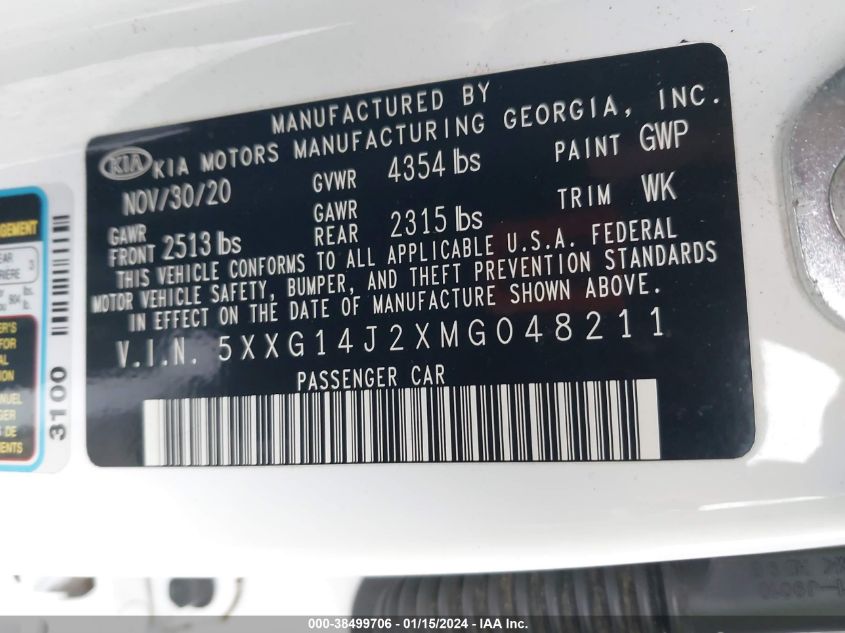 MANUFACTURED BY
KIA KIA MOTORS MANUFACTURING GEORGIA, INC.
NOV/30/20 GVWR 4354 lbs PAINT GWP
GAWR FRONT 2513 lbs GAWR REAR 2315 lbs TRIM WK
THIS VEHICLE CONFORMS TO ALL APPLICABLE U.S.A. FEDERAL
MOTOR VEHICLE SAFETY, BUMPER, AND THEFT PREVENTION STANDARDS
IN EFFECT ON THE DATE OF MANUFACTURE SHOWN ABOVE.
V.I.N. 5XXG14J2XMG048211
PASSENGER CAR
3100
000-38499706 - 01/15/2024 - IAA Inc.